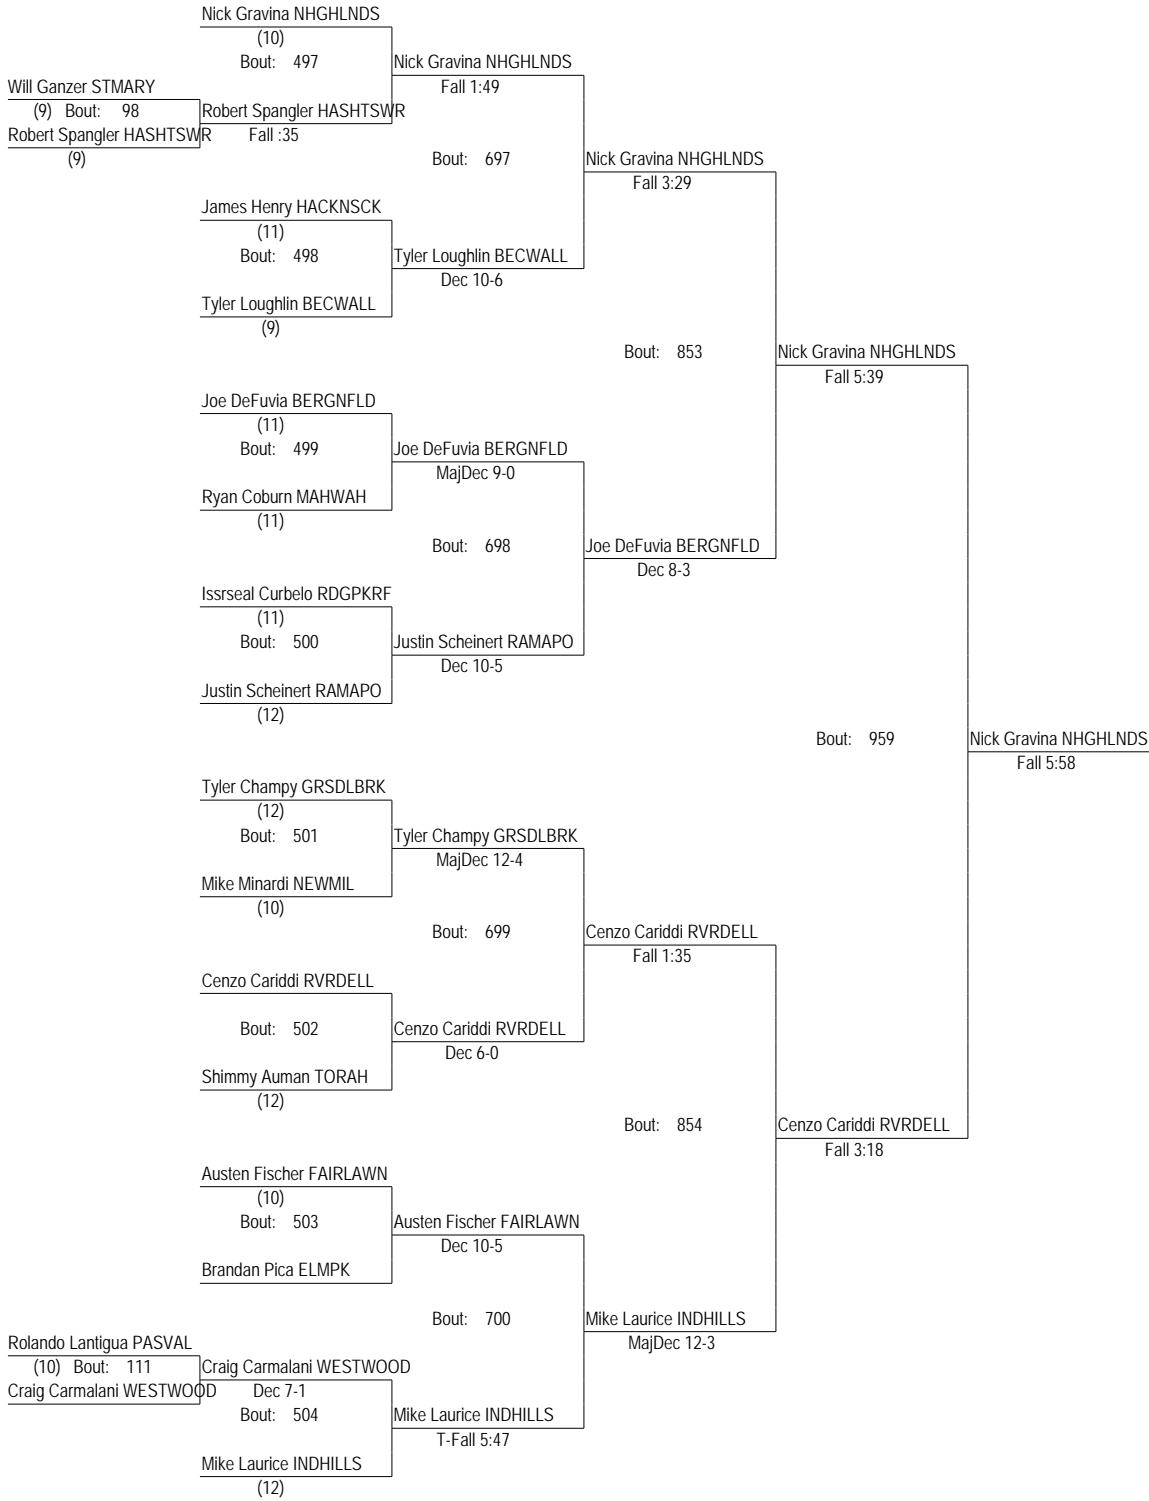 Nick Gravina NHGHLNDS
(10)
Bout: 497
Nick Gravina NHGHLNDS
Fall 1:49
Will Ganzer STMARY
(9) Bout: 98
Robert Spangler HASHTSWR
Robert Spangler HASHTSWR
Fall :35
(9)
Bout: 697
Nick Gravina NHGHLNDS
Fall 3:29
James Henry HACKNSCK
(11)
Bout: 498
Tyler Loughlin BECWALL
Dec 10-6
Tyler Loughlin BECWALL
(9)
Bout: 853
Nick Gravina NHGHLNDS
Fall 5:39
Joe DeFuvia BERGNFLD
(11)
Bout: 499
Joe DeFuvia BERGNFLD
MajDec 9-0
Ryan Coburn MAHWAH
(11)
Bout: 698
Joe DeFuvia BERGNFLD
Dec 8-3
Issrseal Curbelo RDGPKRF
(11)
Bout: 500
Justin Scheinert RAMAPO
Dec 10-5
Justin Scheinert RAMAPO
(12)
Bout: 959
Nick Gravina NHGHLNDS
Fall 5:58
Tyler Champy GRSDLBRK
(12)
Bout: 501
Tyler Champy GRSDLBRK
MajDec 12-4
Mike Minardi NEWMIL
(10)
Bout: 699
Cenzo Cariddi RVRDELL
Fall 1:35
Cenzo Cariddi RVRDELL
Bout: 502
Cenzo Cariddi RVRDELL
Dec 6-0
Shimmy Auman TORAH
(12)
Bout: 854
Cenzo Cariddi RVRDELL
Fall 3:18
Austen Fischer FAIRLAWN
(10)
Bout: 503
Austen Fischer FAIRLAWN
Dec 10-5
Brandan Pica ELMPK
Bout: 700
Mike Laurice INDHILLS
MajDec 12-3
Rolando Lantigua PASVAL
(10) Bout: 111
Craig Carmalani WESTWOOD
Craig Carmalani WESTWOOD
Dec 7-1
Bout: 504
Mike Laurice INDHILLS
T-Fall 5:47
Mike Laurice INDHILLS
(12)